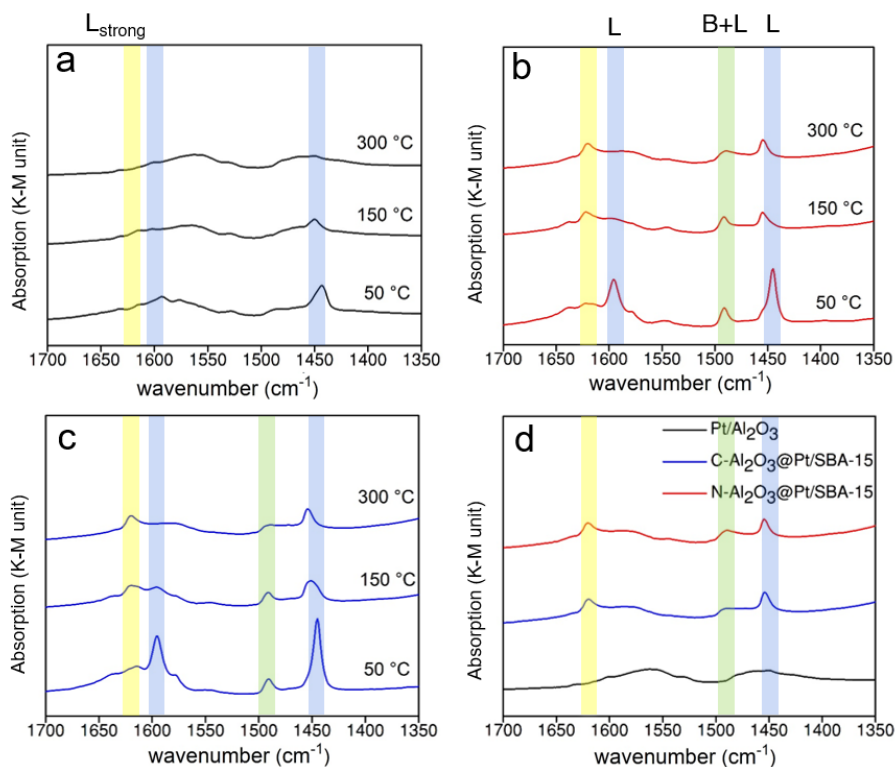 L_strong
L
B+L
L
a
300 °C
150 °C
50 °C
Absorption (K-M unit)
1700 1650 1600 1550 1500 1450 1400 1350
wavenumber (cm⁻¹)
b
300 °C
150 °C
50 °C
Absorption (K-M unit)
1700 1650 1600 1550 1500 1450 1400 1350
wavenumber (cm⁻¹)
c
300 °C
150 °C
50 °C
Absorption (K-M unit)
1700 1650 1600 1550 1500 1450 1400 1350
wavenumber (cm⁻¹)
d
Pt/Al₂O₃
C-Al₂O₃@Pt/SBA-15
N-Al₂O₃@Pt/SBA-15
Absorption (K-M unit)
1700 1650 1600 1550 1500 1450 1400 1350
wavenumber (cm⁻¹)